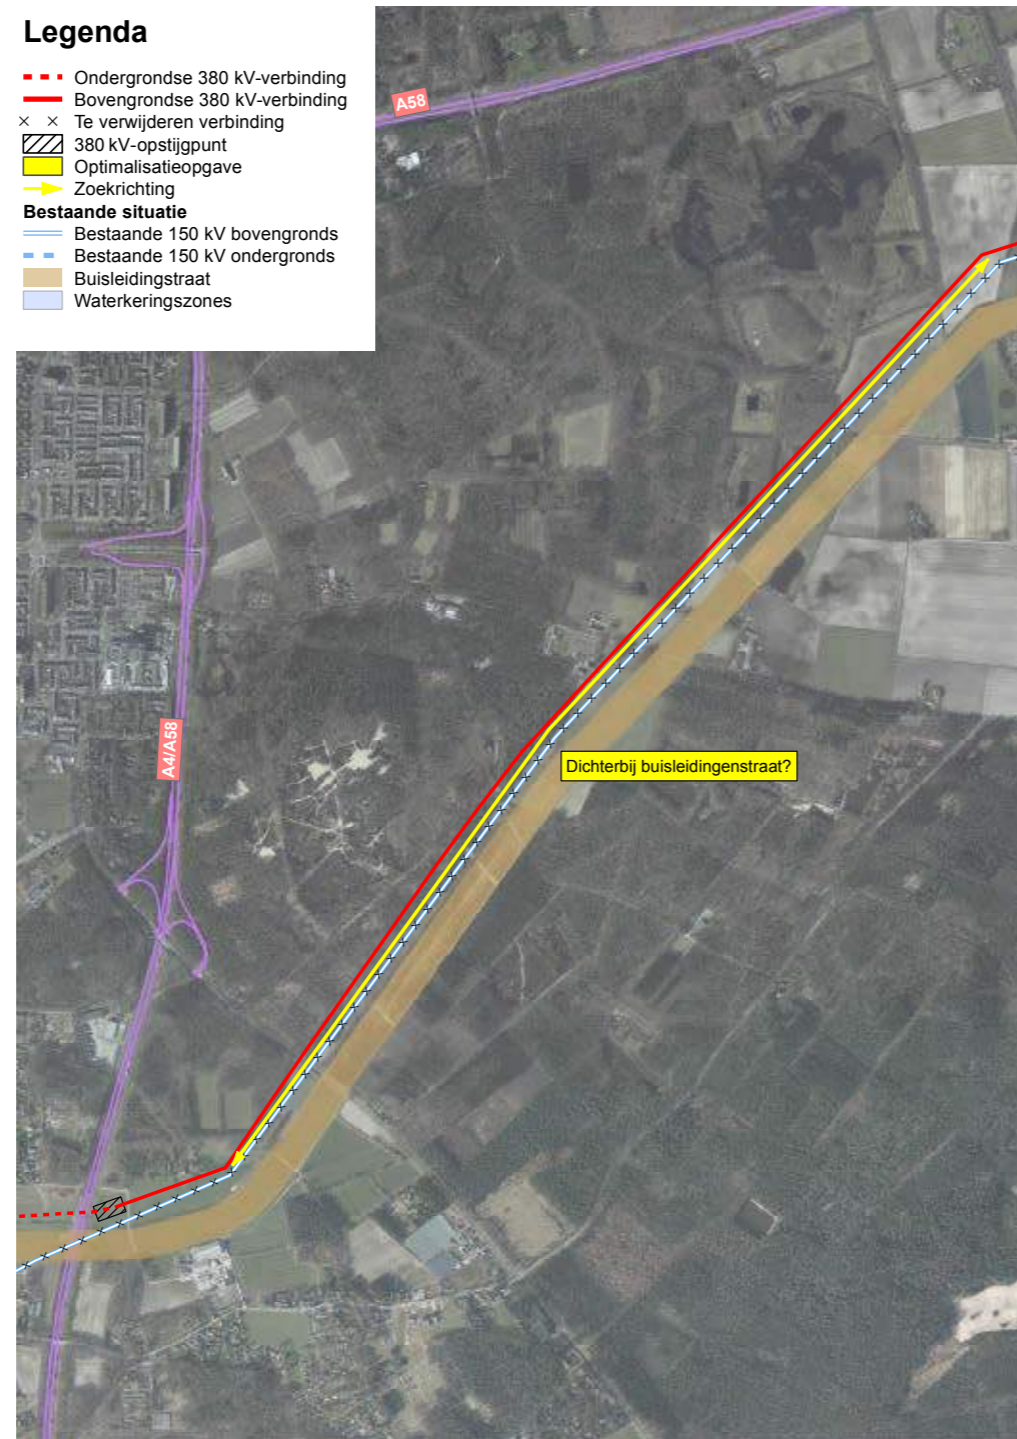 Legenda
Ondergrondse 380 kV-verbinding
Bovengrondse 380 kV-verbinding
Te verwijderen verbinding
380 kV-opstijgpunt
Optimalisatieopgave
Zoekrichting
Bestaande situatie
Bestaande 150 kV bovengronds
Bestaande 150 kV ondergronds
Buisleidingstraat
Waterkeringszones
A58
A4/A58
Dichterbij buisleidingenstraat?